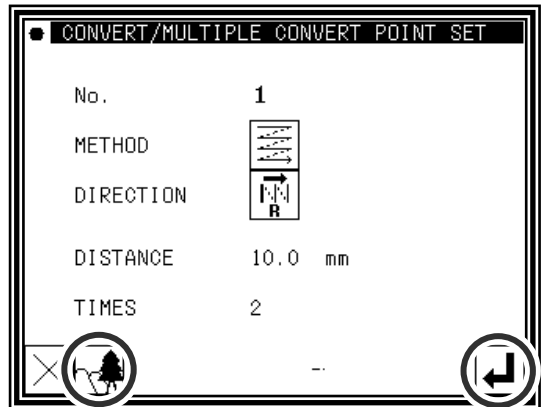 CONVERT/MULTIPLE CONVERT POINT SET
No. 1
METHOD
DIRECTION R
DISTANCE 10.0 mm
TIMES 2